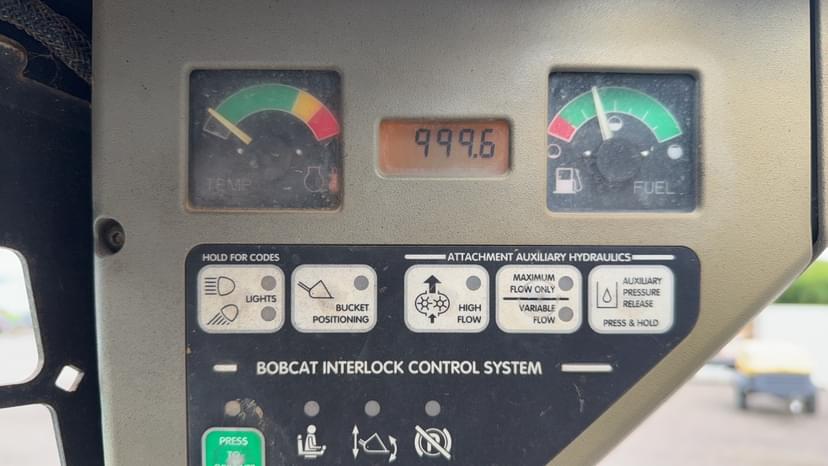 TEMP
999.6
FUEL
HOLD FOR CODES
ATTACHMENT AUXILIARY HYDRAULICS
LIGHTS
BUCKET
POSITIONING
HIGH
FLOW
MAXIMUM
FLOW ONLY
VARIABLE
FLOW
AUXILIARY
PRESSURE
RELEASE
PRESS & HOLD
BOBCAT INTERLOCK CONTROL SYSTEM
PRESS
TO
P